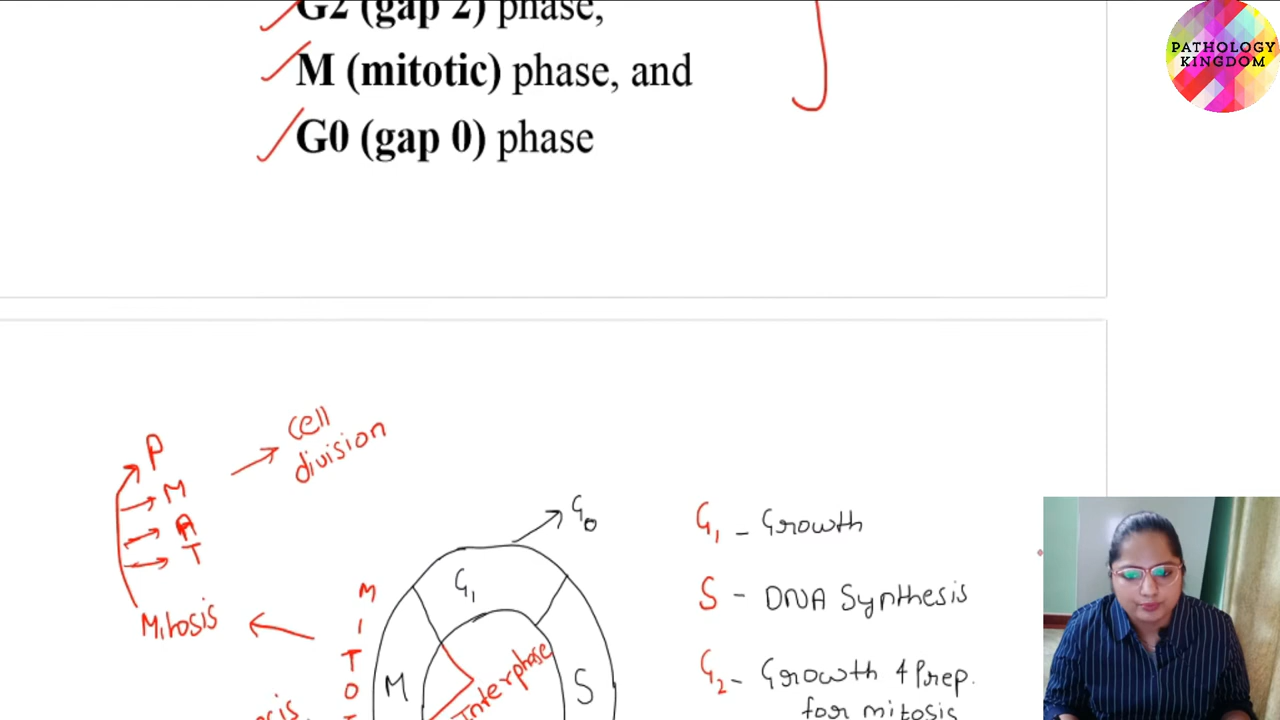 G2 (gap 2) phase,
M (mitotic) phase, and
G0 (gap 0) phase
PATHOLOGY
KINGDOM
P
M
A
T
Mitosis
cell
division
G0
G1
M
S
Interphase
M
I
T
O
G1 - Growth
S - DNA Synthesis
G2 - Growth & Prep.
for mitosis